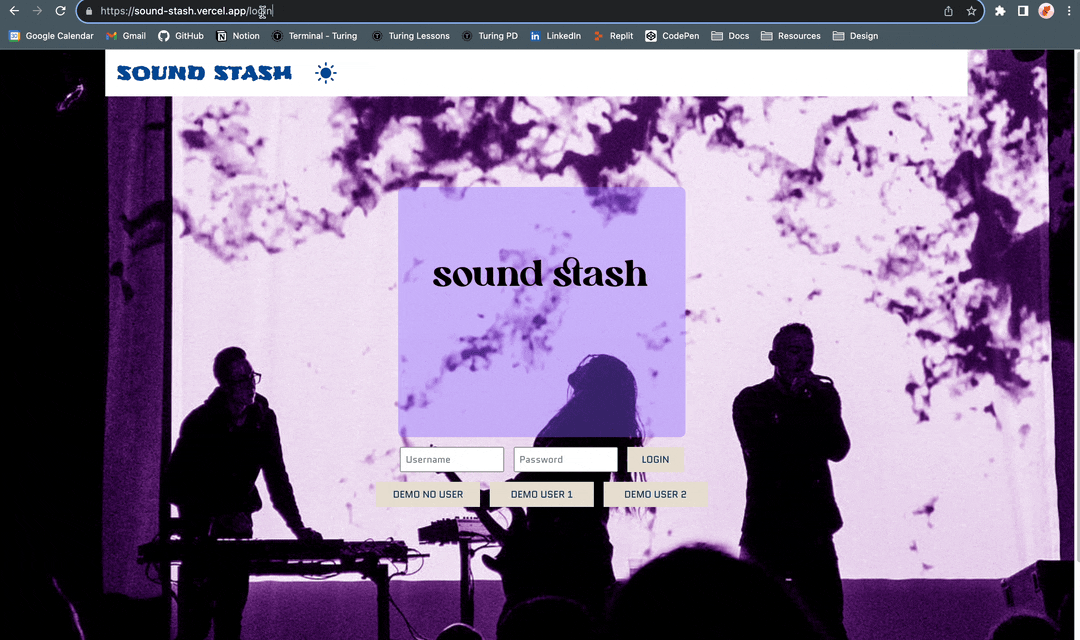 https://sound-stash.vercel.app/login
Google Calendar Gmail GitHub Notion Terminal - Turing Turing Lessons Turing PD LinkedIn Replit CodePen Docs Resources Design
SOUND STASH
sound stash
Username Password LOGIN
DEMO NO USER DEMO USER 1 DEMO USER 2